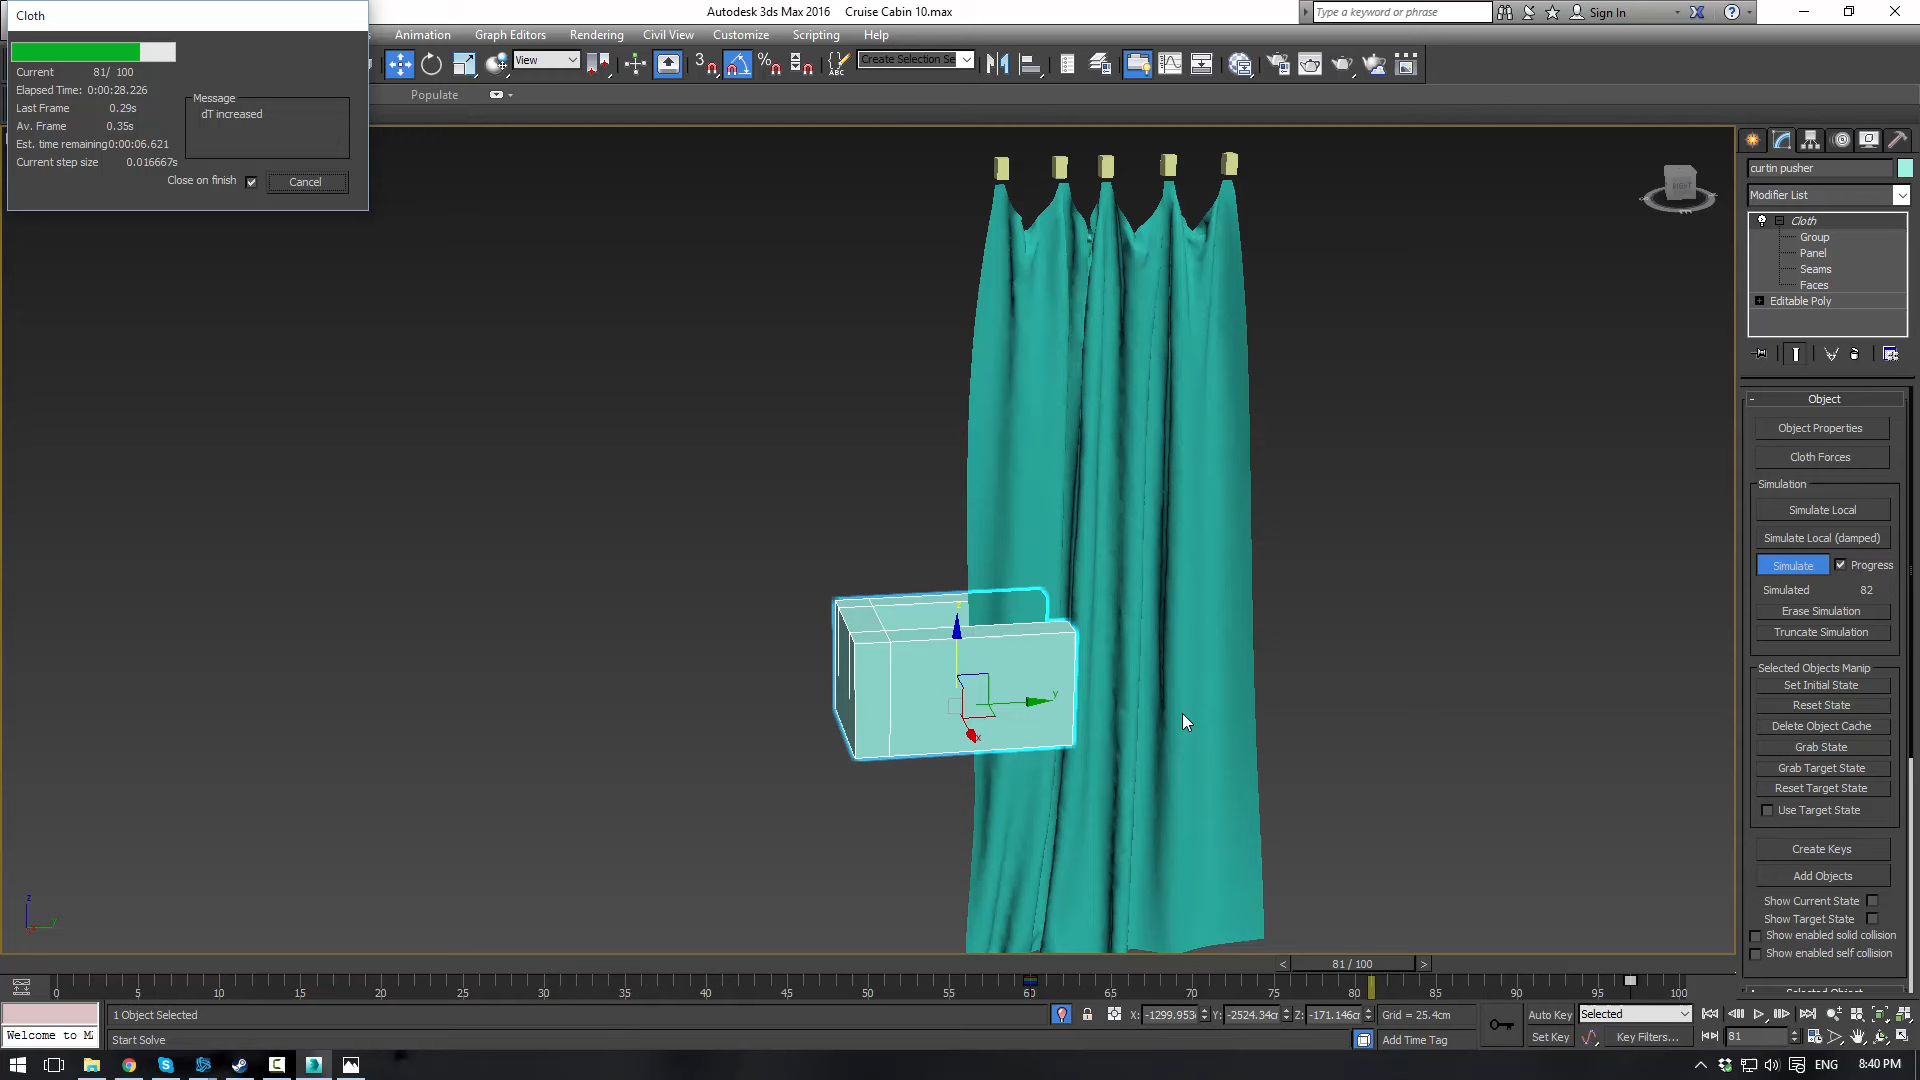 Cloth
Autodesk 3ds Max 2016 Cruise Cabin 10.max
Type a keyword or phrase
Sign In
Animation Graph Editors Rendering Civil View Customize Scripting Help
View
Create Selection Se
Populate
Current 81/ 100
Elapsed Time: 0:00:28.226
Last Frame 0.29s
Av. Frame 0.35s
Est. time remaining0:00:06.621
Current step size 0.016667s
Message
dT increased
Close on finish
Cancel
RIGHT
curtin pusher
Modifier List
Cloth
Group
Panel
Seams
Faces
Editable Poly
Object
Object Properties
Cloth Forces
Simulation
Simulate Local
Simulate Local (damped)
Simulate Progress
Simulated 82
Erase Simulation
Truncate Simulation
Selected Objects Manip
Set Initial State
Reset State
Delete Object Cache
Grab State
Grab Target State
Reset Target State
Use Target State
Create Keys
Add Objects
Show Current State
Show Target State
Show enabled solid collision
Show enabled self collision
z
y
x
z
y
x
< 81 / 100 >
0 5 10 15 20 25 30 35 40 45 50 55 60 65 70 75 80 85 90 95 100
1 Object Selected
X: -1299.953 Y: -2524.34cr Z: -171.146cr Grid = 25.4cm
Auto Key Selected
Welcome to M
Start Solve
Add Time Tag
Set Key Key Filters...
81
ENG 8:40 PM